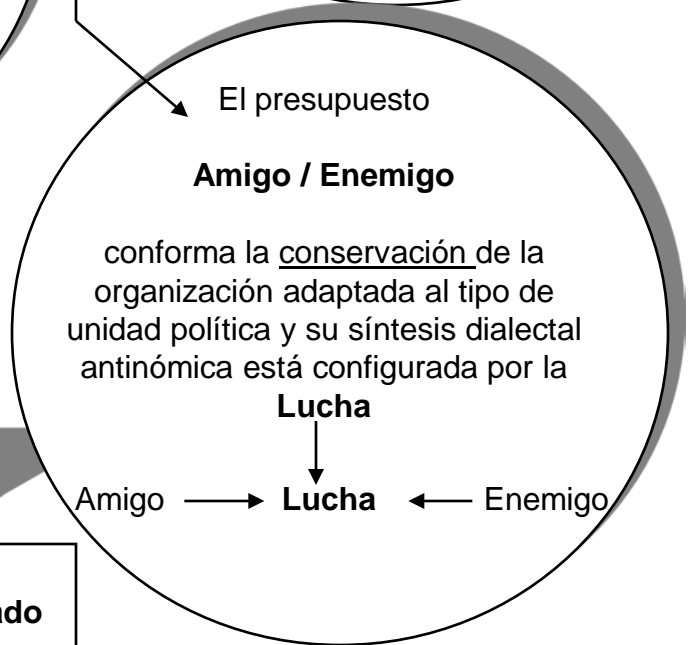 El presupuesto
Amigo / Enemigo
conforma la conservación de la
organización adaptada al tipo de
unidad política y su síntesis dialectal
antinómica está configurada por la
Lucha
Amigo Lucha Enemigo